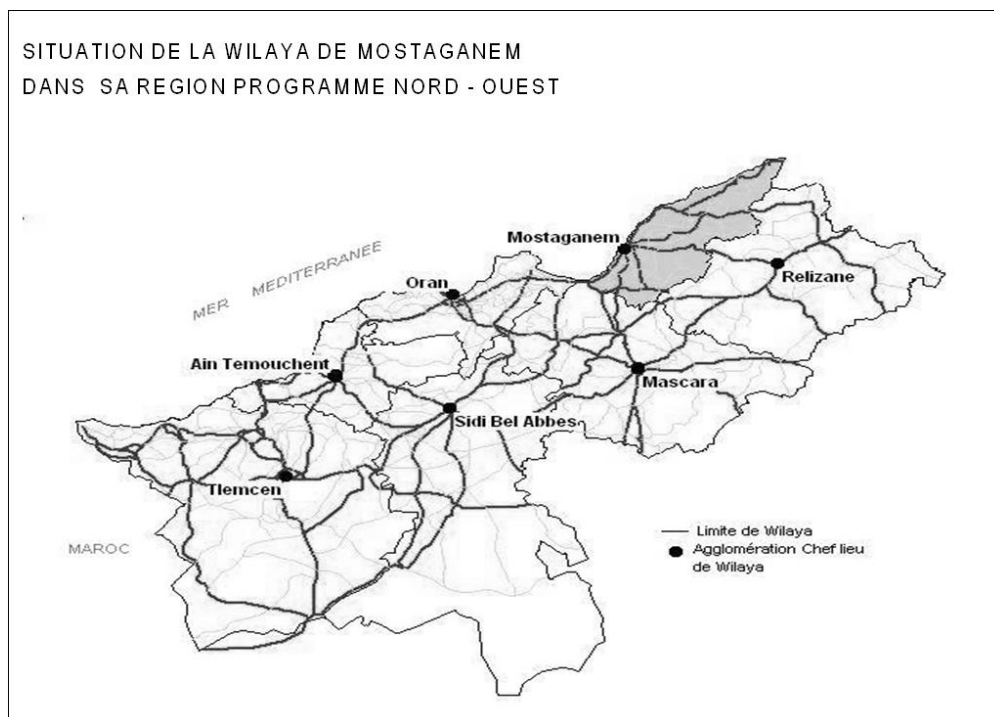 SITUATION DE LA WILAYA DE MOSTAGANEM
DANS SA REGION PROGRAMME NORD - OUEST
Mostaganem
MER MEDITERRANEE
Relizane
Oran
Ain Temouchent
Mascara
Sidi Bel Abbes
Tlemcen
MAROC
Limite de Wilaya
Agglomération Chef lieu
de Wilaya